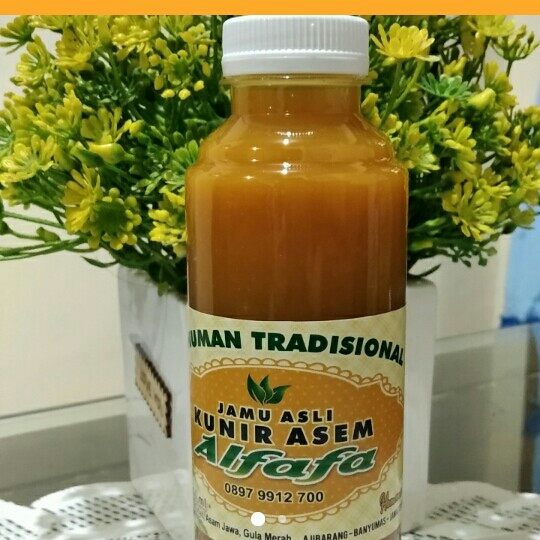 UMAN TRADISIONAL
JAMU ASLI
KUNIR ASEM
Alfafa
0897 9912 700
Asam Jawa, Gula Merah
AJIBARANG-BANYUMAS-